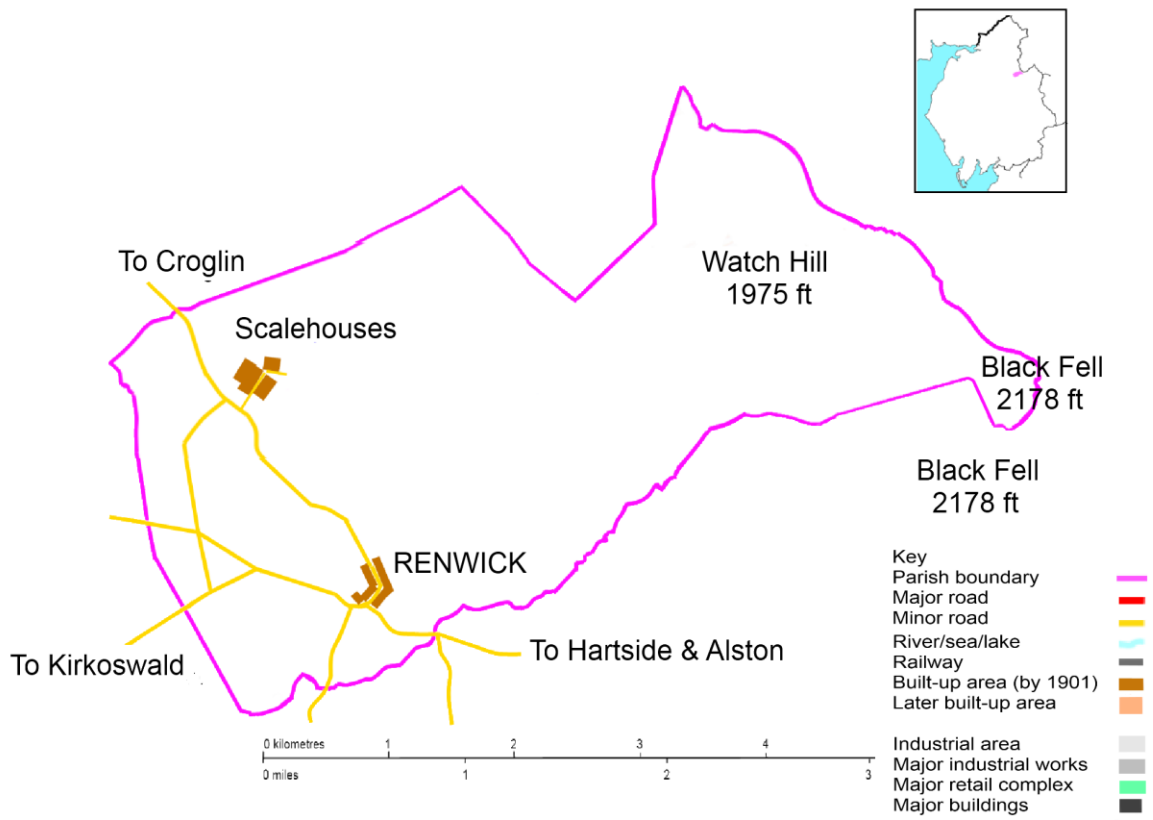 To Croglin
Watch Hill
1975 ft
Scalehouses
Black Fell
2178 ft
Black Fell
2178 ft
RENWICK
To Kirkoswald
To Hartside & Alston
0 kilometres 1 2 3 4
0 miles 1 2 3
Key
Parish boundary
Major road
Minor road
River/sea/lake
Railway
Built-up area (by 1901)
Later built-up area
Industrial area
Major industrial works
Major retail complex
Major buildings